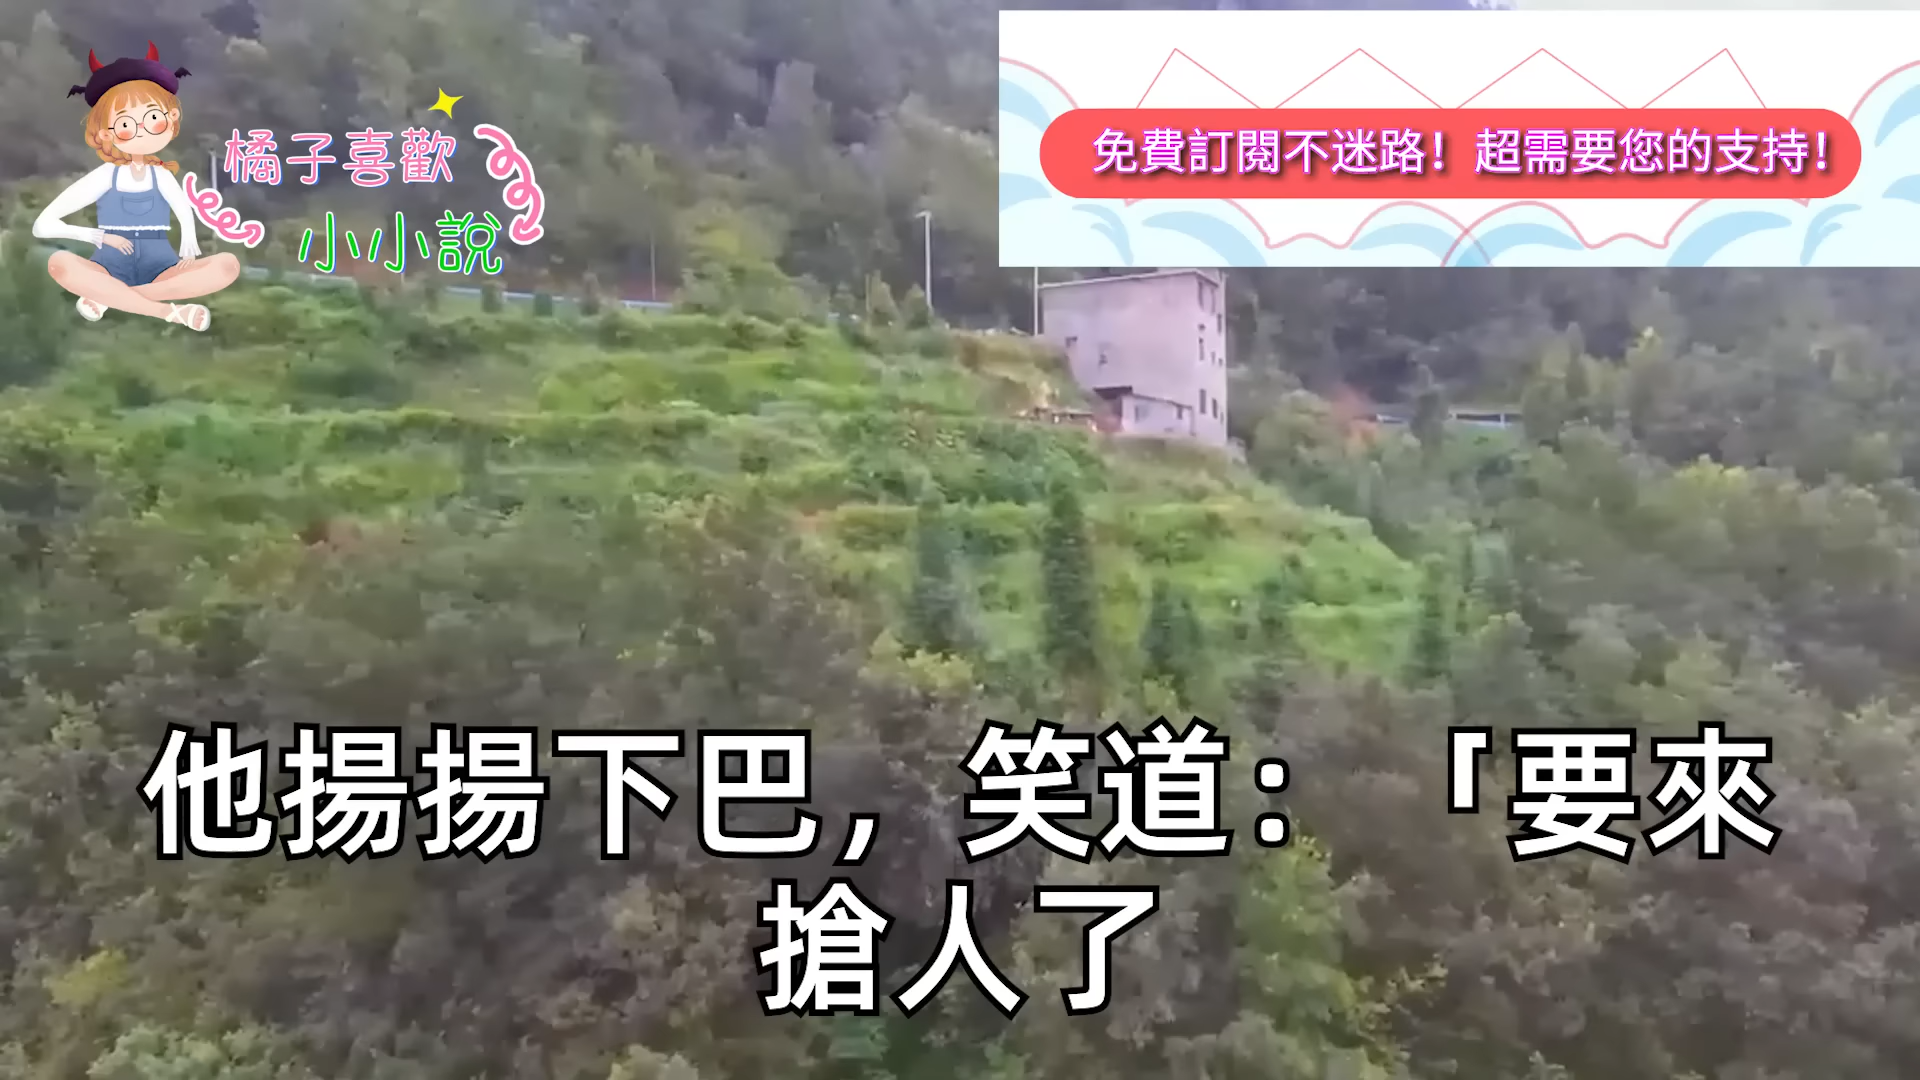 橘子喜歡
小小説
免費訂閱不迷路！超需要您的支持！
他揚揚下巴，笑道：「要來
搶人了